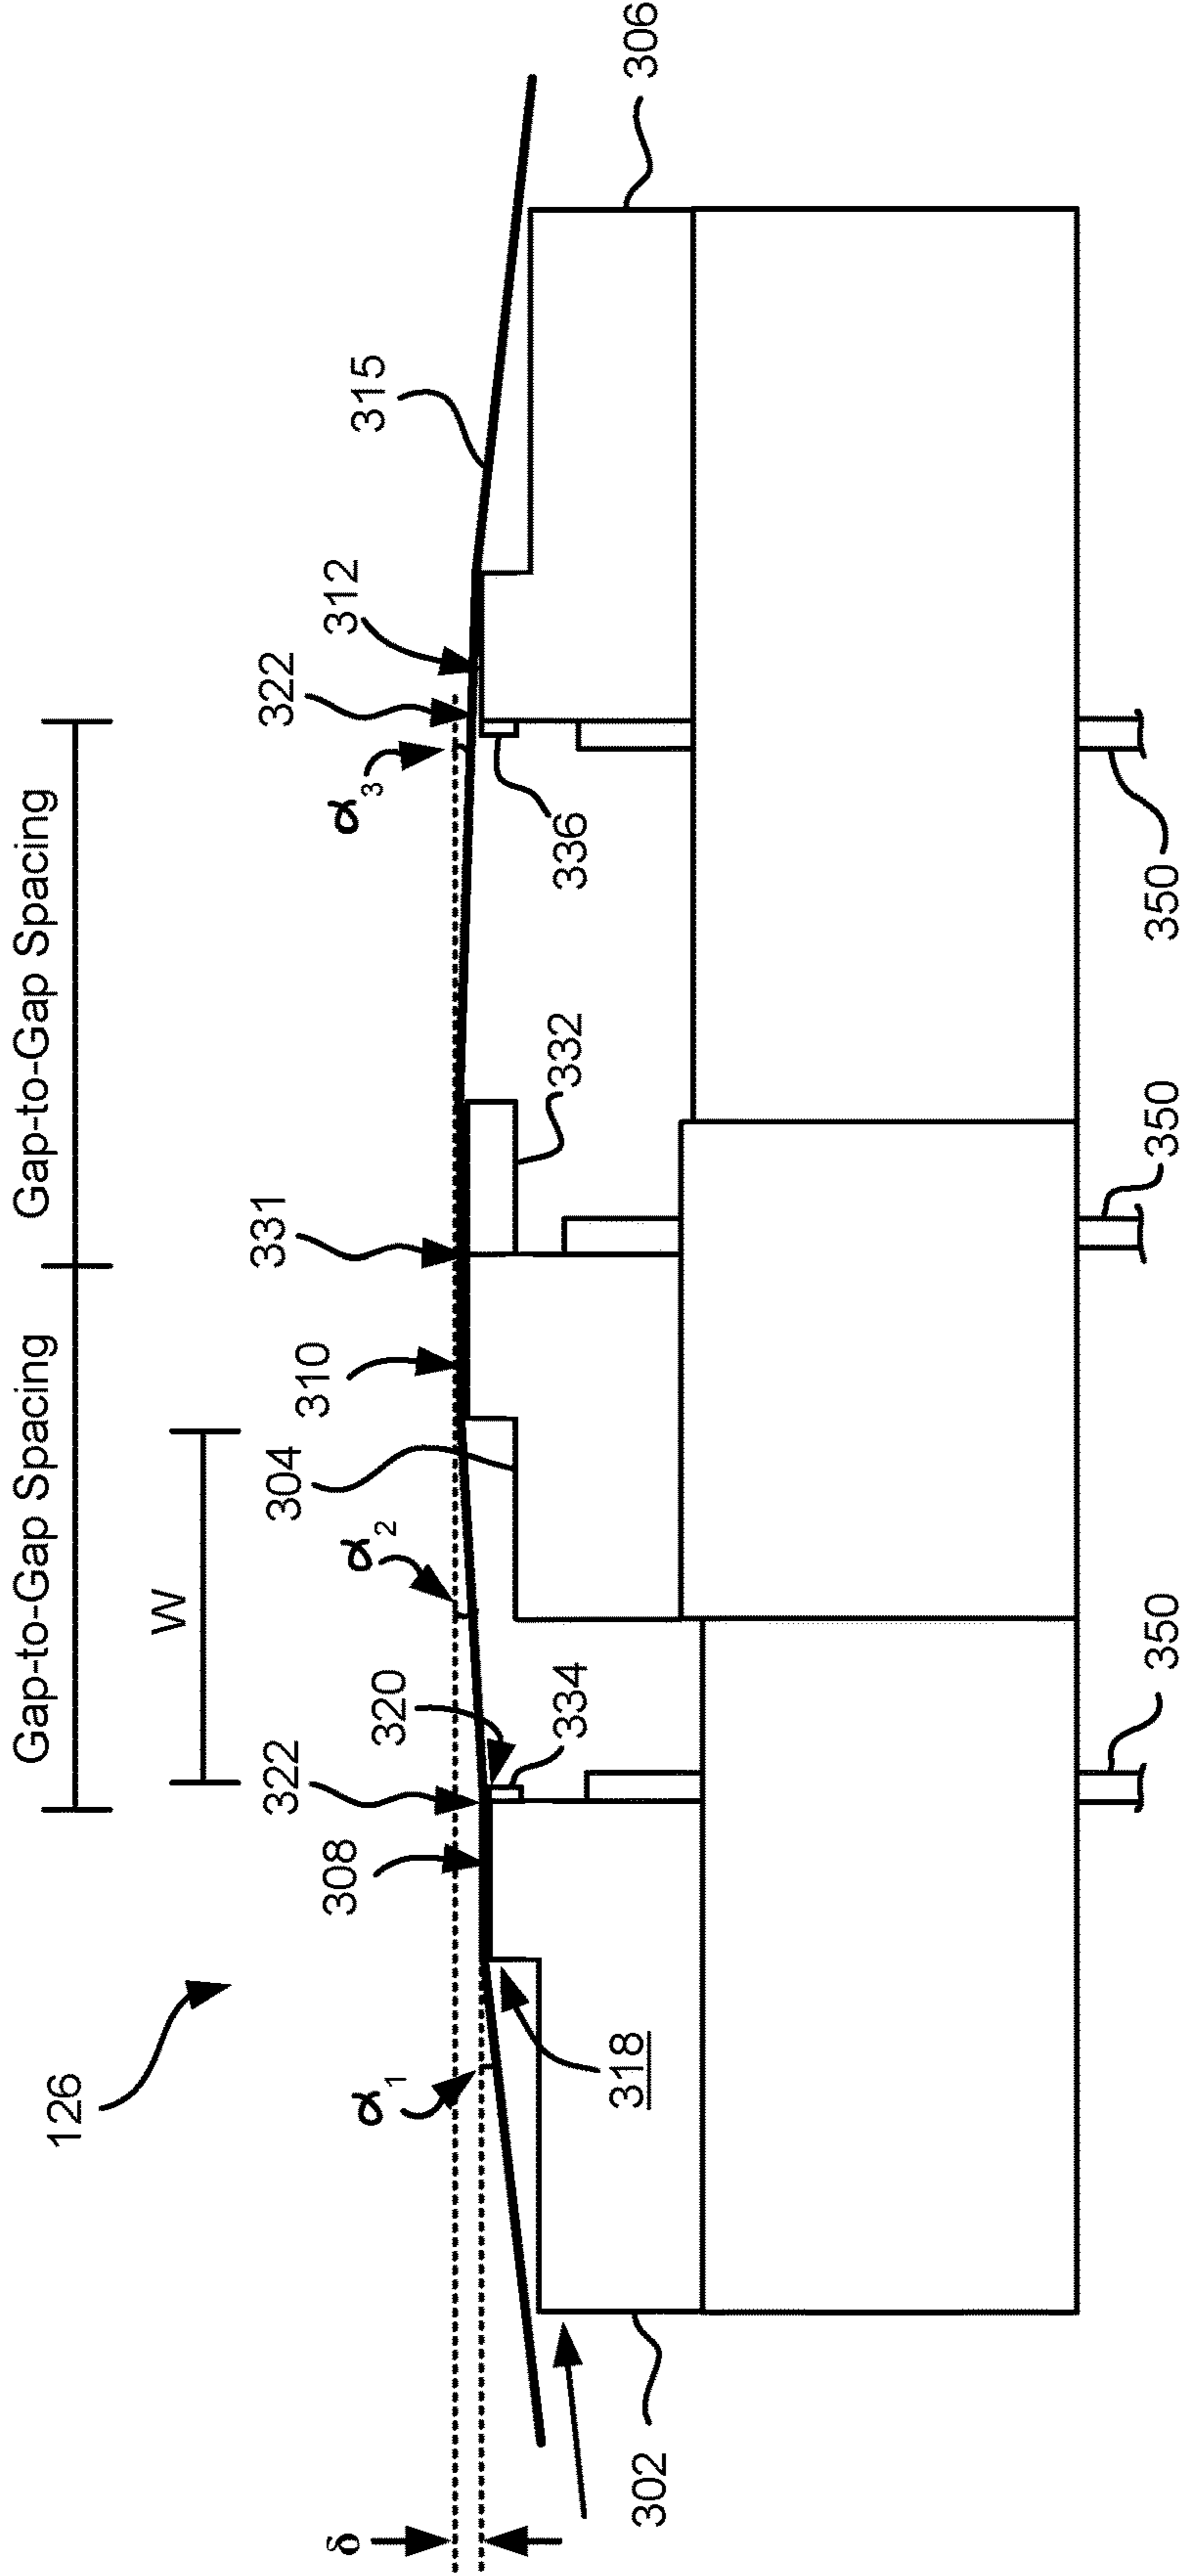 Gap-to-Gap Spacing
Gap-to-Gap Spacing
W
126
δ
α1
308
322
320
334
α2
304
310
331
332
α3
322
312
336
315
306
318
302
350
350
350